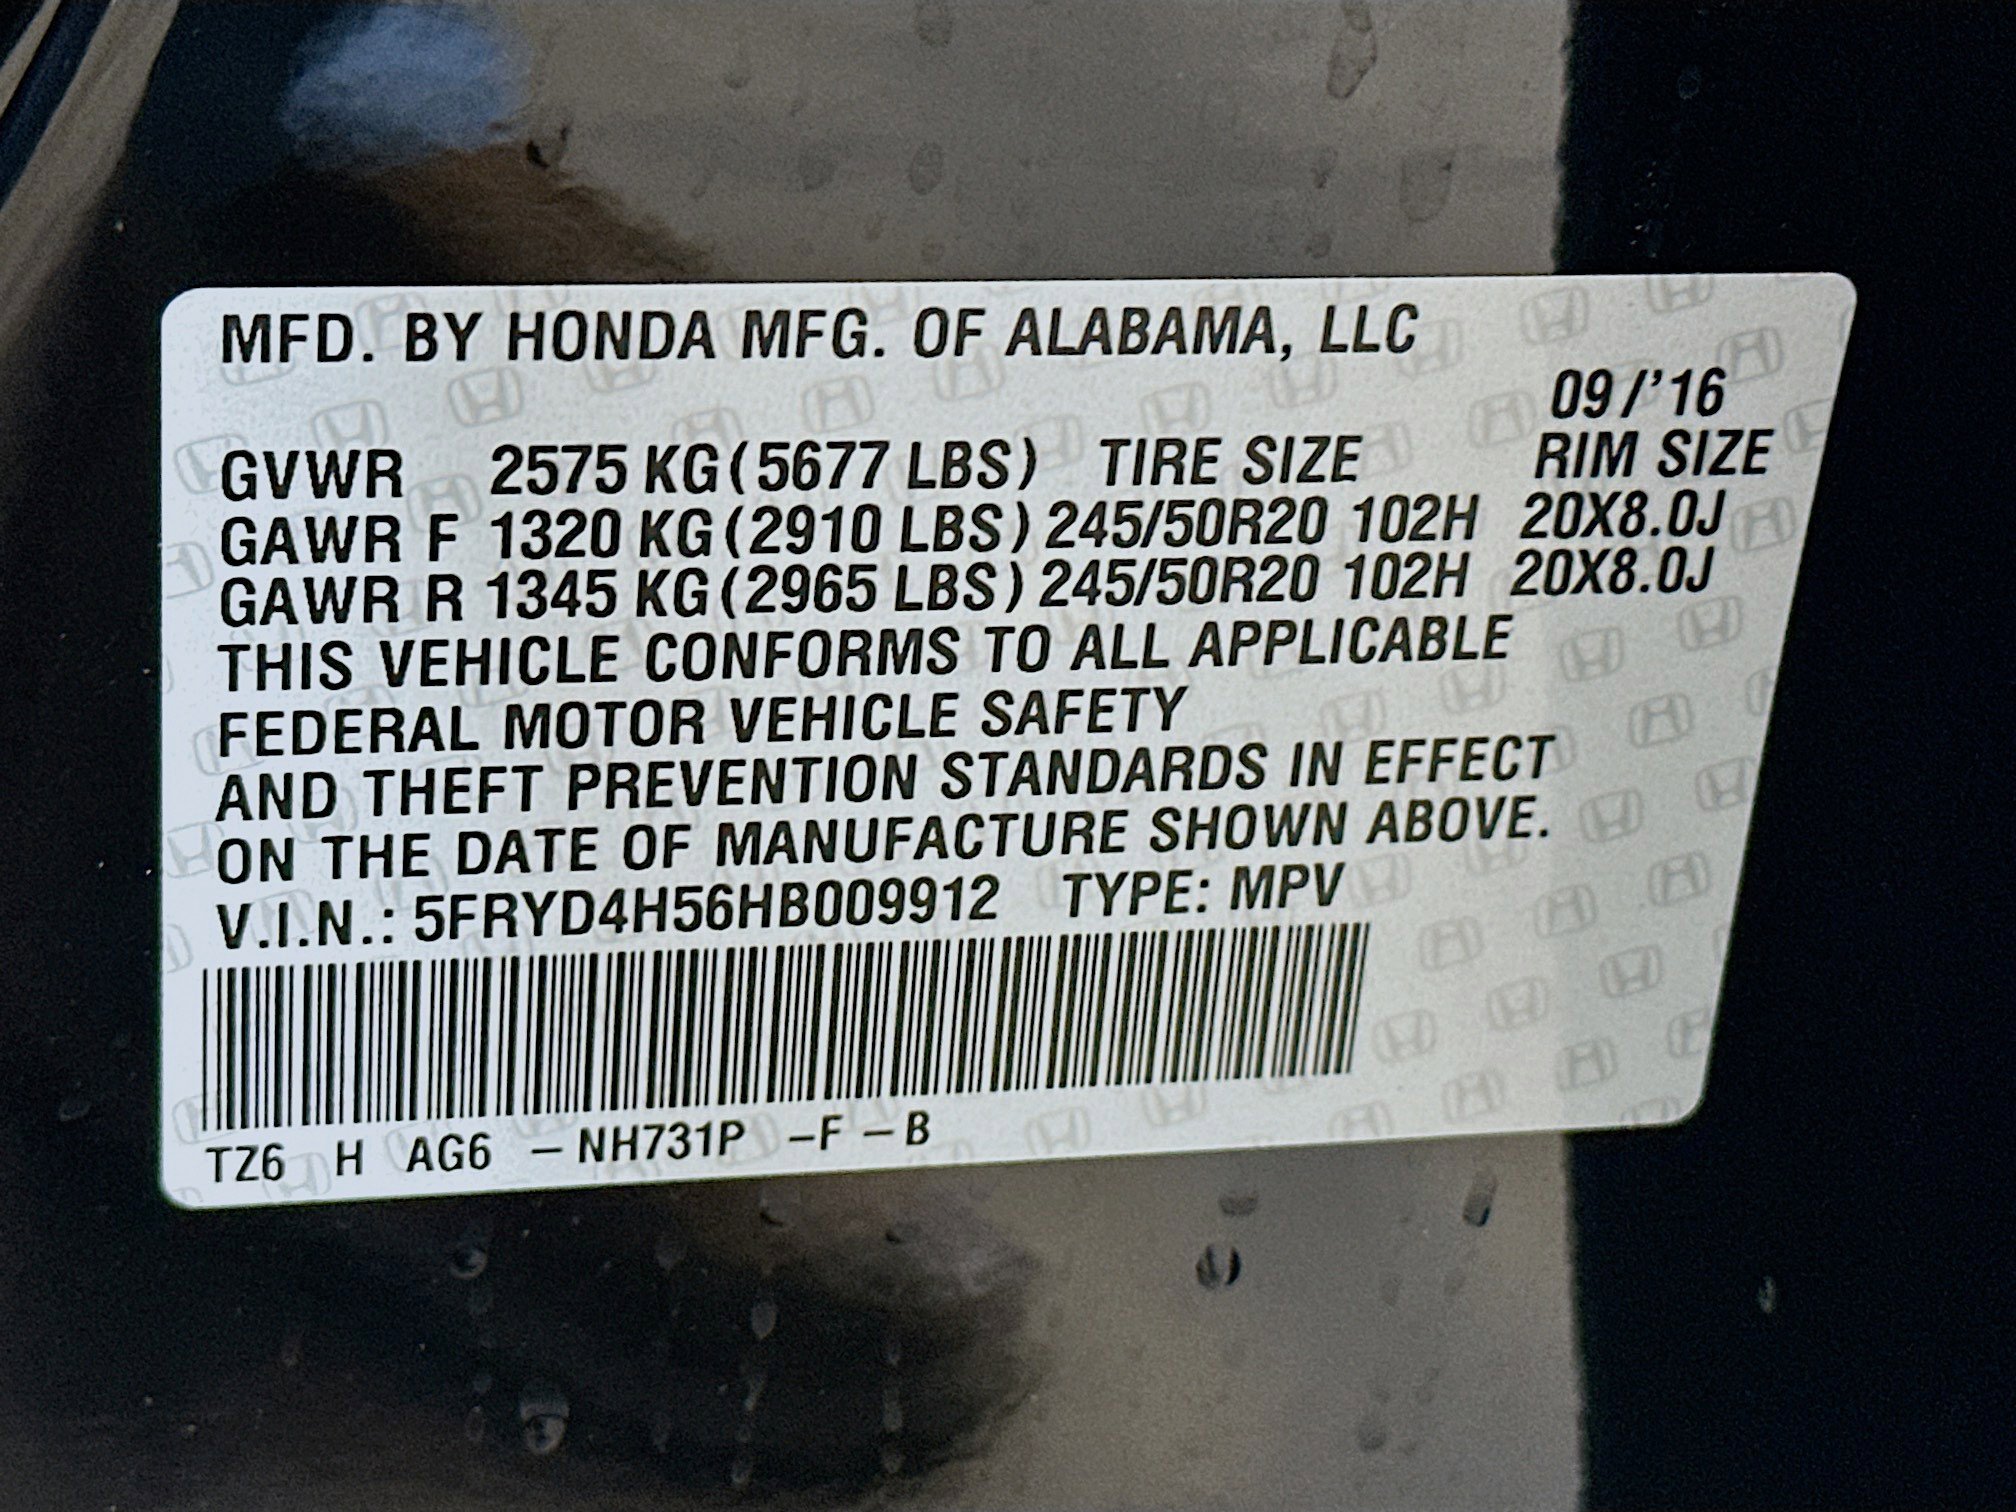 MFD. BY HONDA MFG. OF ALABAMA, LLC
09/'16
GVWR 2575 KG (5677 LBS) TIRE SIZE RIM SIZE
GAWR F 1320 KG (2910 LBS) 245/50R20 102H 20X8.0J
GAWR R 1345 KG (2965 LBS) 245/50R20 102H 20X8.0J
THIS VEHICLE CONFORMS TO ALL APPLICABLE
FEDERAL MOTOR VEHICLE SAFETY
AND THEFT PREVENTION STANDARDS IN EFFECT
ON THE DATE OF MANUFACTURE SHOWN ABOVE.
V.I.N.: 5FRYD4H56HB009912 TYPE: MPV
TZ6 H AG6 – NH731P –F – B